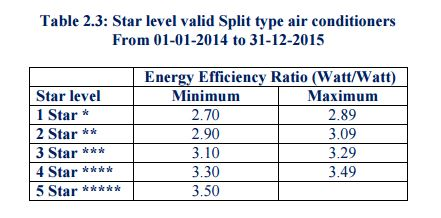 Table 2.3: Star level valid Split type air conditioners
From 01-01-2014 to 31-12-2015
Energy Efficiency Ratio (Watt/Watt)
Star level Minimum Maximum
1 Star * 2.70 2.89
2 Star ** 2.90 3.09
3 Star *** 3.10 3.29
4 Star **** 3.30 3.49
5 Star ***** 3.50